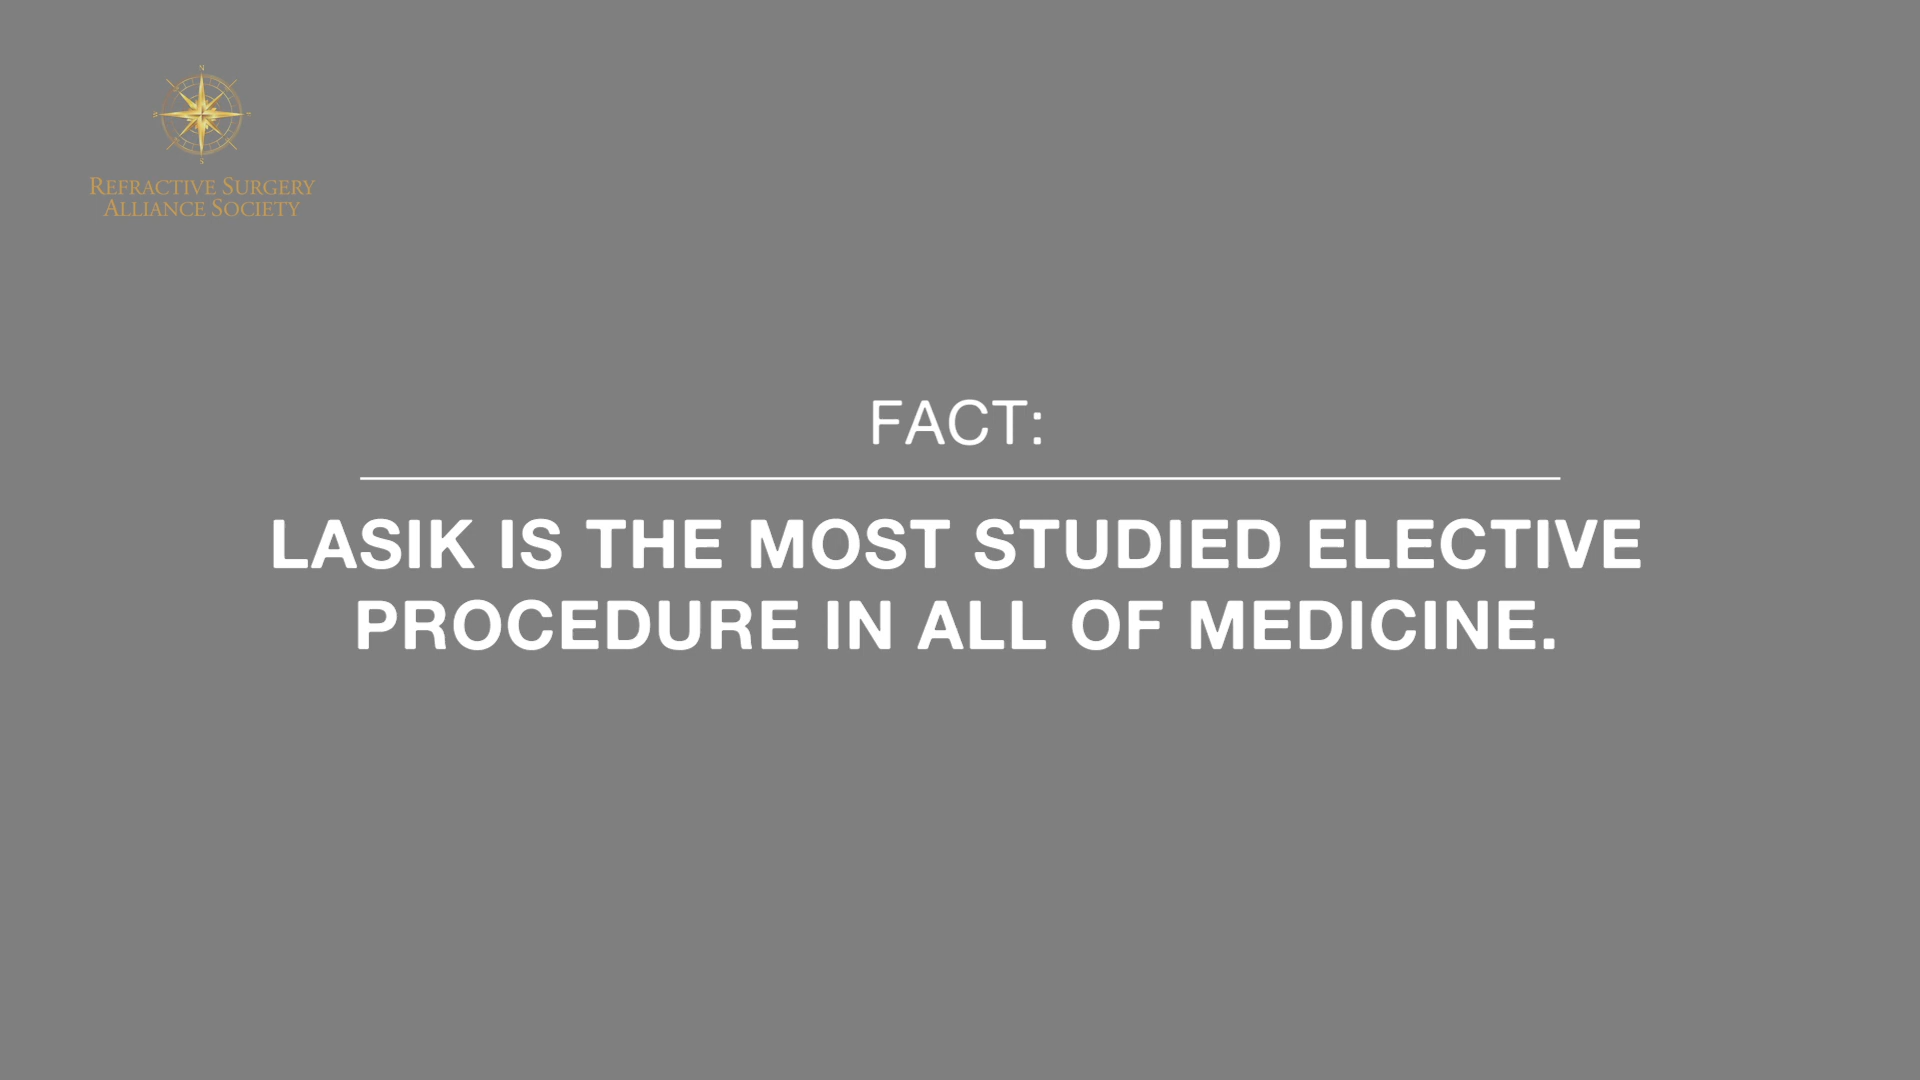 N
S
REFRACTIVE SURGERY
ALLIANCE SOCIETY
FACT:
LASIK IS THE MOST STUDIED ELECTIVE
PROCEDURE IN ALL OF MEDICINE.